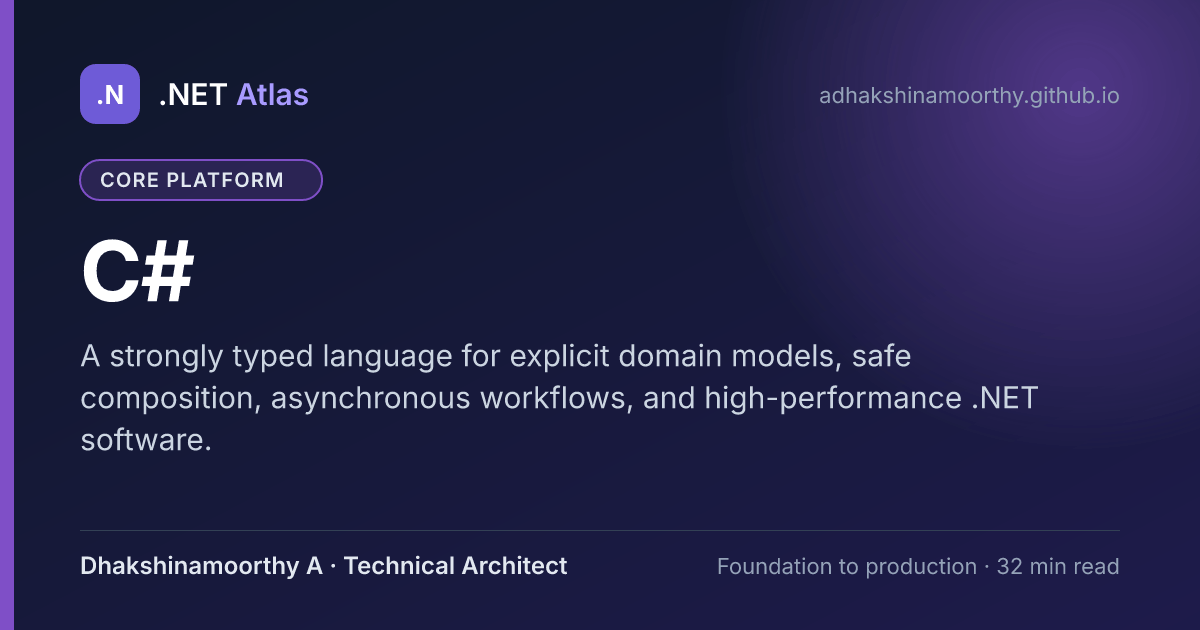 .N
.NET Atlas
adhakshinamoorthy.github.io
CORE PLATFORM
C#
A strongly typed language for explicit domain models, safe
composition, asynchronous workflows, and high-performance .NET
software.
Dhakshinamoorthy A · Technical Architect
Foundation to production · 32 min read